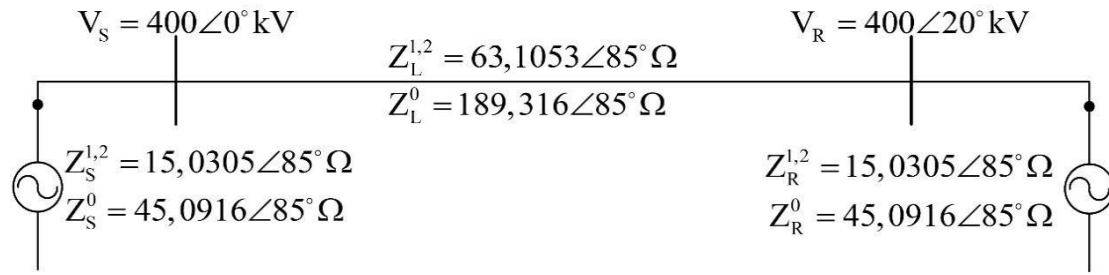 V_S = 400∠0° kV
V_R = 400∠20° kV
Z_L^{1,2} = 63,1053∠85° Ω
Z_L^0 = 189,316∠85° Ω
Z_S^{1,2} = 15,0305∠85° Ω
Z_S^0 = 45,0916∠85° Ω
Z_R^{1,2} = 15,0305∠85° Ω
Z_R^0 = 45,0916∠85° Ω